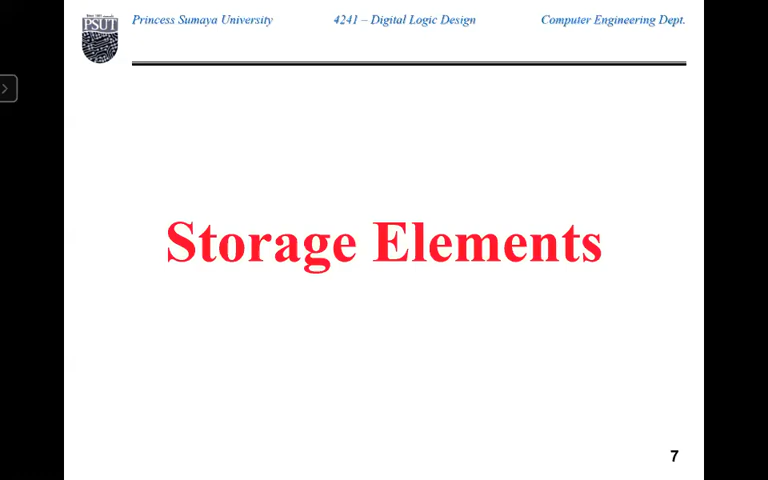 Princess Sumaya University 4241 – Digital Logic Design Computer Engineering Dept.
PSUT
Storage Elements
7